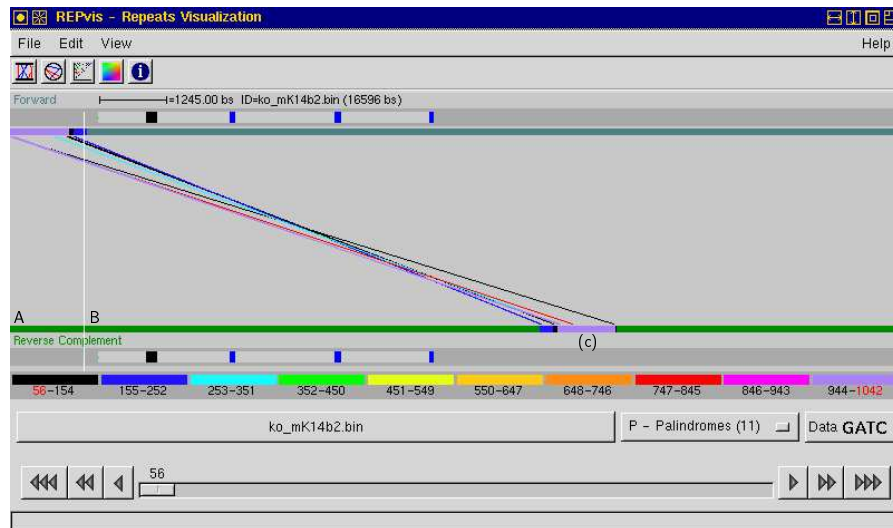 REPvis - Repeats Visualization
File Edit View Help
Forward 1=1245.00 bs ID=ko_mK14b2.bin (16596 bs)
A B
(c)
Reverse Complement
56-154 155-252 253-351 352-450 451-549 550-647 648-746 747-845 846-943 944-1042
ko_mK14b2.bin P - Palindromes (11) Data GATC
56